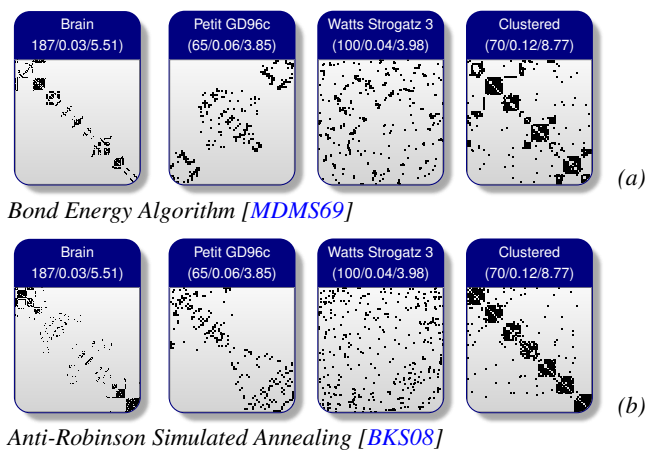 Brain
187/0.03/5.51)
Petit GD96c
(65/0.06/3.85)
Watts Strogatz 3
(100/0.04/3.98)
Clustered
(70/0.12/8.77)
(a)
Bond Energy Algorithm [MDMS69]
Brain
187/0.03/5.51)
Petit GD96c
(65/0.06/3.85)
Watts Strogatz 3
(100/0.04/3.98)
Clustered
(70/0.12/8.77)
(b)
Anti-Robinson Simulated Annealing [BKS08]